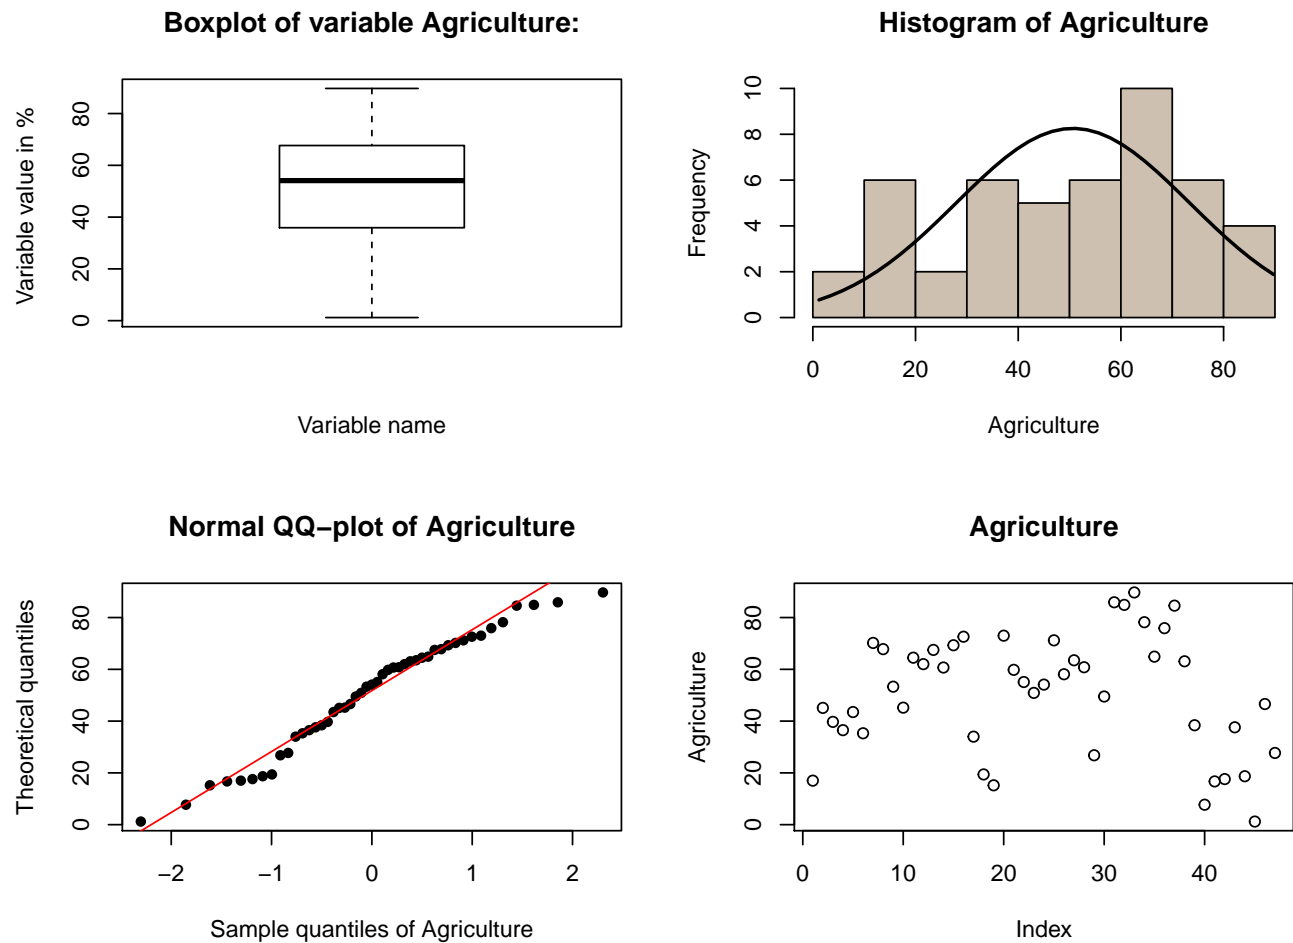 Boxplot of variable Agriculture:
Variable value in %
0 20 40 60 80
Variable name
Histogram of Agriculture
Frequency
0 2 4 6 8 10
0 20 40 60 80
Agriculture
Normal QQ−plot of Agriculture
Theoretical quantiles
0 20 40 60 80
−2 −1 0 1 2
Sample quantiles of Agriculture
Agriculture
Agriculture
0 20 40 60 80
0 10 20 30 40
Index